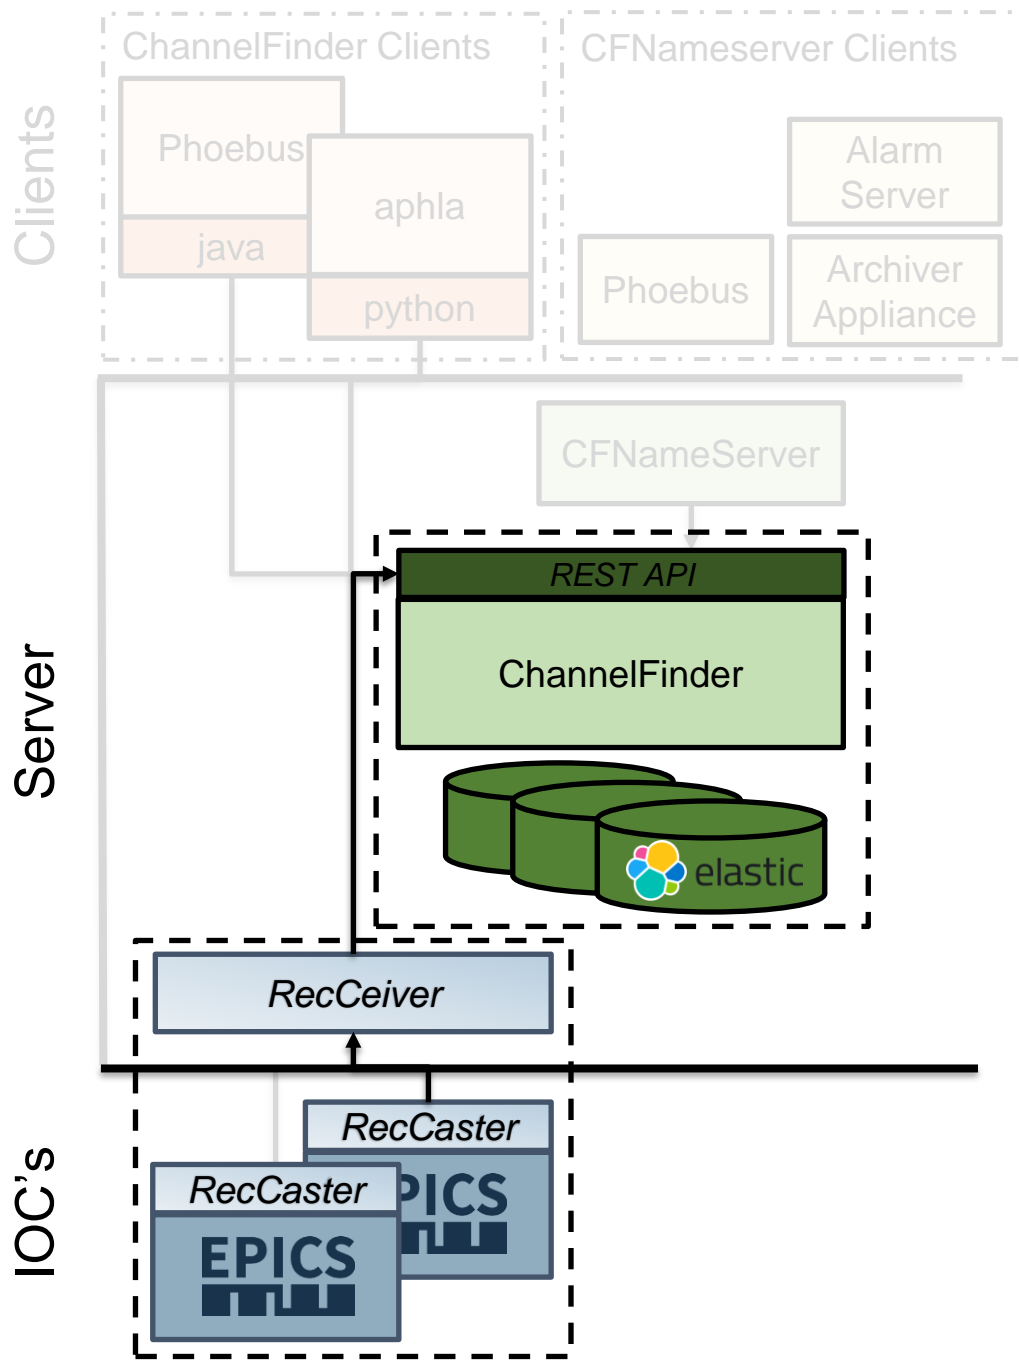 Clients
ChannelFinder Clients
Phoebus
java
aphla
python
CFNameserver Clients
Alarm
Server
Phoebus
Archiver
Appliance
Server
CFNameServer
REST API
ChannelFinder
elastic
RecCeiver
IOC's
RecCaster
PICS
RecCaster
EPICS